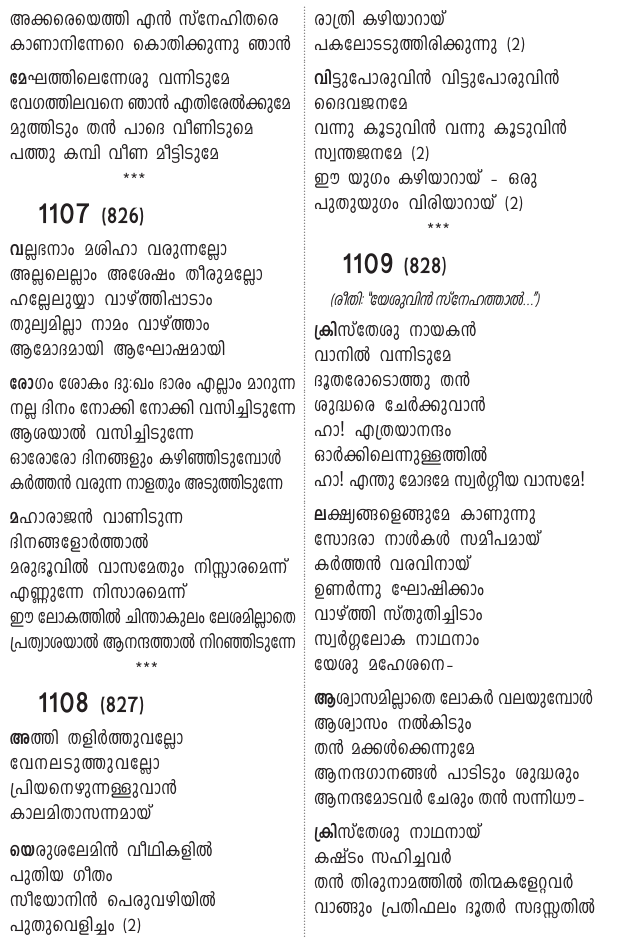 അക്കരെയെത്തി എൻ സ്നേഹിതരെ
കാണാനിന്നേറെ കൊതിക്കുന്നു ഞാൻ
മേഘത്തിലെന്നേശു വന്നിടുമേ
വേഗത്തിലവനെ ഞാൻ എതിരേൽക്കുമേ
മുത്തിടും തൻ പാദെ വീണിടുമെ
പത്തു കമ്പി വീണ മീട്ടിടുമേ
***
1107 (826)
വല്ലഭനാം മശിഹാ വരുന്നല്ലോ
അല്ലലെല്ലാം അശേഷം തീരുമല്ലോ
ഹല്ലേലുയ്യാ വാഴ്ത്തിപ്പാടാം
തുല്യമില്ലാ നാമം വാഴ്ത്താം
ആമോദമായി ആഘോഷമായി
രോഗം ശോകം ദു:ഖം ഭാരം എല്ലാം മാറുന്ന
നല്ല ദിനം നോക്കി നോക്കി വസിച്ചിടുന്നേ
ആശയാൽ വസിച്ചിടുന്നേ
ഓരോരോ ദിനങ്ങളും കഴിഞ്ഞിടുമ്പോൾ
കർത്തൻ വരുന്ന നാളതും അടുത്തിടുന്നേ
മഹാരാജൻ വാണിടുന്ന
ദിനങ്ങളോർത്താൽ
മരുഭൂവിൽ വാസമേതും നിസ്സാരമെന്ന്
എണ്ണുന്നേ നിസാരമെന്ന്
ഈ ലോകത്തിൽ ചിന്താകുലം ലേശമില്ലാതെ
പ്രത്യാശയാൽ ആനന്ദത്താൽ നിറഞ്ഞിടുന്നേ
***
1108 (827)
അത്തി തളിർത്തുവല്ലോ
വേനലടുത്തുവല്ലോ
പ്രിയനെഴുന്നള്ളുവാൻ
കാലമിതാസന്നമായ്
യെരുശലേമിൻ വീഥികളിൽ
പുതിയ ഗീതം
സീയോനിൻ പെരുവഴിയിൽ
പുതുവെളിച്ചം (2)
രാത്രി കഴിയാറായ്
പകലോടടുത്തിരിക്കുന്നു (2)
വിട്ടുപോരുവിൻ വിട്ടുപോരുവിൻ
ദൈവജനമേ
വന്നു കൂടുവിൻ വന്നു കൂടുവിൻ
സ്വന്തജനമേ (2)
ഈ യുഗം കഴിയാറായ് - ഒരു
പുതുയുഗം വിരിയാറായ് (2)
***
1109 (828)
(രീതി: "യേശുവിൻ സ്നേഹത്താൽ...")
ക്രിസ്തേശു നായകൻ
വാനിൽ വന്നിടുമേ
ദൂതരോടൊത്തു തൻ
ശുദ്ധരെ ചേർക്കുവാൻ
ഹാ! എത്രയാനന്ദം
ഓർക്കിലെന്നുള്ളത്തിൽ
ഹാ! എന്തു മോദമേ സ്വർഗ്ഗീയ വാസമേ!
ലക്ഷ്യങ്ങളെങ്ങുമേ കാണുന്നു
സോദരാ നാൾകൾ സമീപമായ്
കർത്തൻ വരവിനായ്
ഉണർന്നു ഘോഷിക്കാം
വാഴ്ത്തി സ്തുതിച്ചിടാം
സ്വർഗ്ഗലോക നാഥനാം
യേശു മഹേശനെ-
ആശ്വാസമില്ലാതെ ലോകർ വലയുമ്പോൾ
ആശ്വാസം നൽകിടും
തൻ മക്കൾക്കെന്നുമേ
ആനന്ദഗാനങ്ങൾ പാടിടും ശുദ്ധരും
ആനന്ദമോടവർ ചേരും തൻ സന്നിധൗ-
ക്രിസ്തേശു നാഥനായ്
കഷ്ടം സഹിച്ചവർ
തൻ തിരുനാമത്തിൽ തിന്മകളേറ്റവർ
വാങ്ങും പ്രതിഫലം ദൂതർ സദസ്സതിൽ